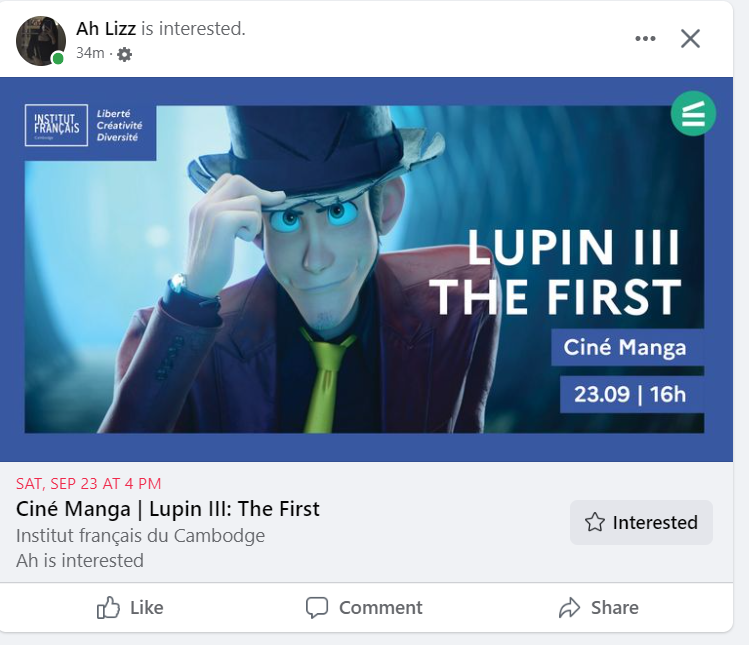 Ah Lizz is interested.
34m ·
INSTITUT
FRANÇAIS
Liberté
Créativité
Diversité
LUPIN III
THE FIRST
Ciné Manga
23.09 | 16h
SAT, SEP 23 AT 4 PM
Ciné Manga | Lupin III: The First
Institut français du Cambodge
Ah is interested
Interested
Like
Comment
Share